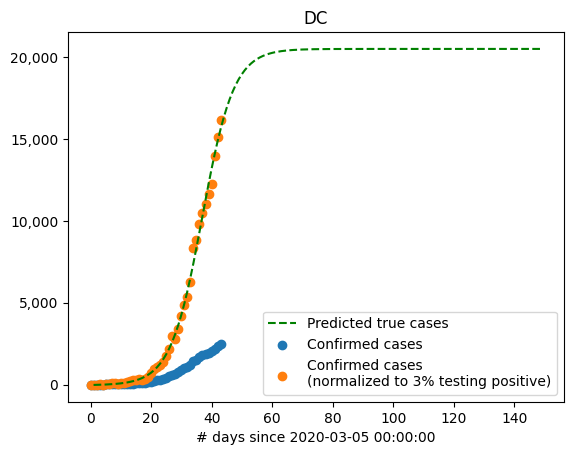 DC
20,000
15,000
10,000
5,000
0
Predicted true cases
Confirmed cases
Confirmed cases
(normalized to 3% testing positive)
0 20 40 60 80 100 120 140
# days since 2020-03-05 00:00:00